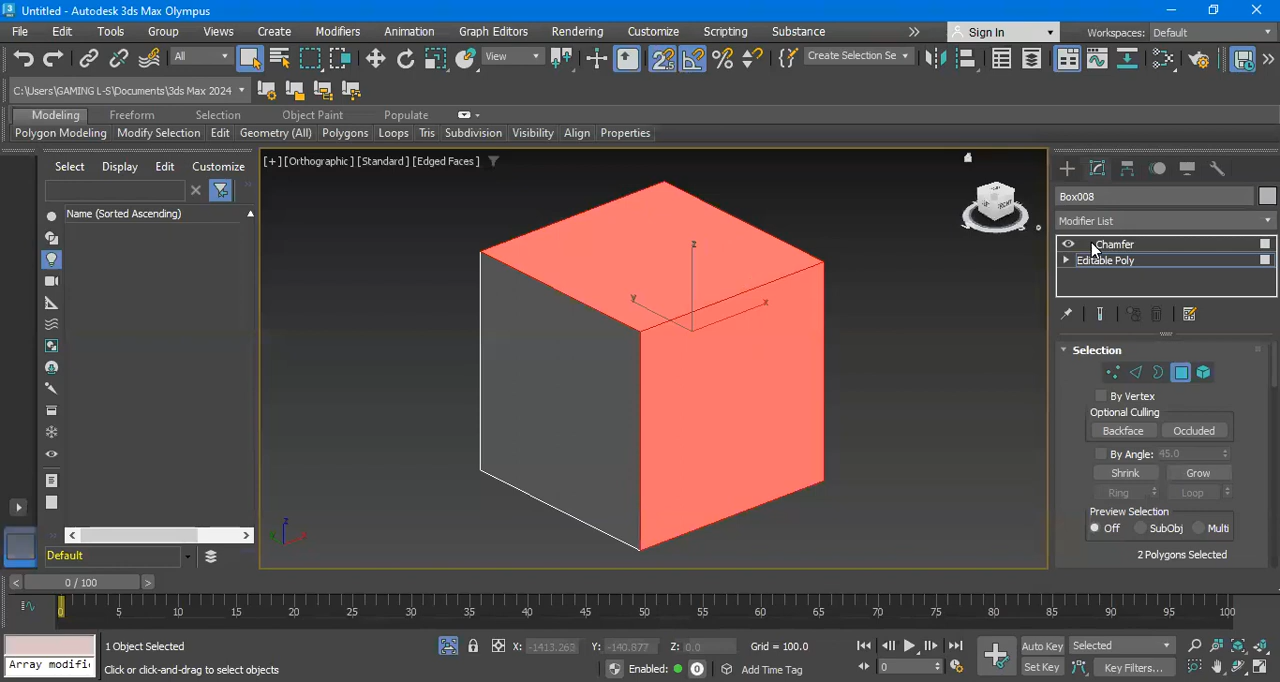 Untitled - Autodesk 3ds Max Olympus
File Edit Tools Group Views Create Modifiers Animation Graph Editors Rendering Customize Scripting Substance Sign In Workspaces: Default
All View Create Selection Se
C:\Users\GAMING L-S\Documents\3ds Max 2024
Modeling Freeform Selection Object Paint Populate
Polygon Modeling Modify Selection Edit Geometry (All) Polygons Loops Tris Subdivision Visibility Align Properties
Select Display Edit Customize
[+] [Orthographic] [Standard] [Edged Faces]
Name (Sorted Ascending)
Box008
Modifier List
Chamfer
Editable Poly
z
y
x
Selection
By Vertex
Optional Culling
Backface Occluded
By Angle: 45.0
Shrink Grow
Ring Loop
Preview Selection
Off SubObj Multi
2 Polygons Selected
Default
0 / 100
0 5 10 15 20 25 30 35 40 45 50 55 60 65 70 75 80 85 90 95 100
1 Object Selected X: -1413.263 Y: -140.877 Z: 0.0 Grid = 100.0 Auto Key Selected
Array modifi Click or click-and-drag to select objects Enabled: 0 Add Time Tag 0 Set Key Key Filters...